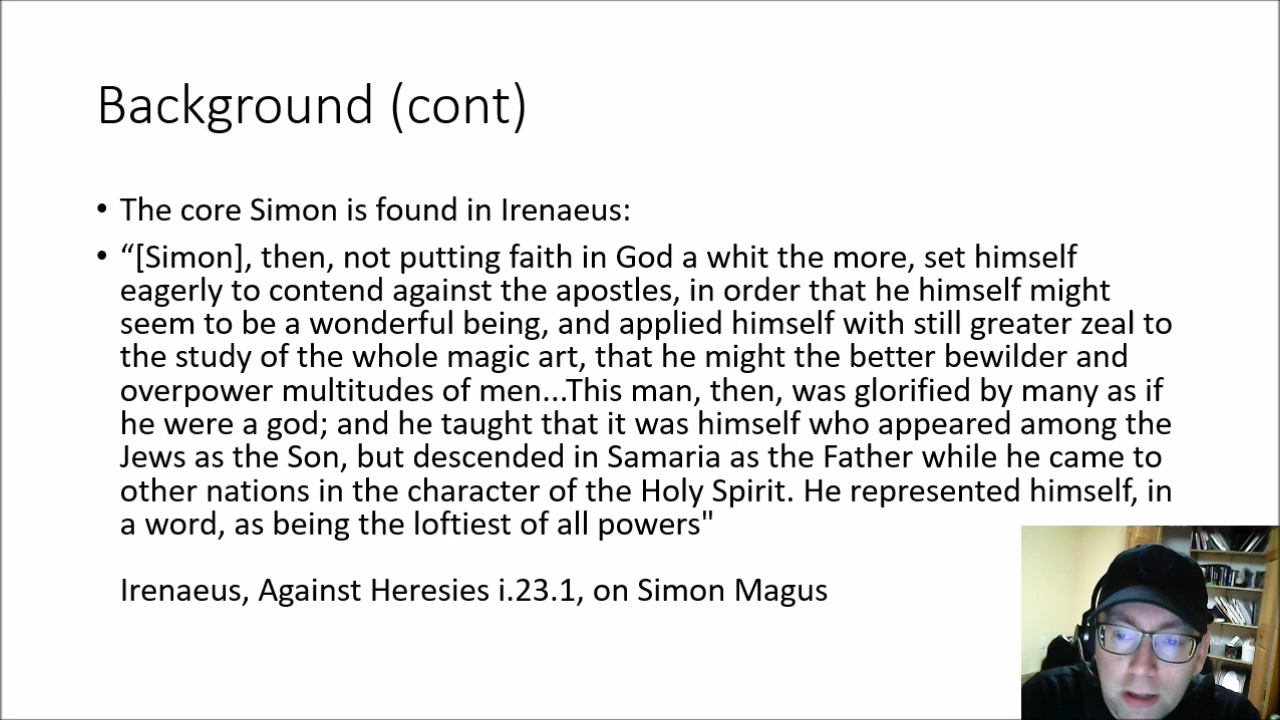 Background (cont)
• The core Simon is found in Irenaeus:
• “[Simon], then, not putting faith in God a whit the more, set himself
eagerly to contend against the apostles, in order that he himself might
seem to be a wonderful being, and applied himself with still greater zeal to
the study of the whole magic art, that he might the better bewilder and
overpower multitudes of men...This man, then, was glorified by many as if
he were a god; and he taught that it was himself who appeared among the
Jews as the Son, but descended in Samaria as the Father while he came to
other nations in the character of the Holy Spirit. He represented himself, in
a word, as being the loftiest of all powers"
Irenaeus, Against Heresies i.23.1, on Simon Magus